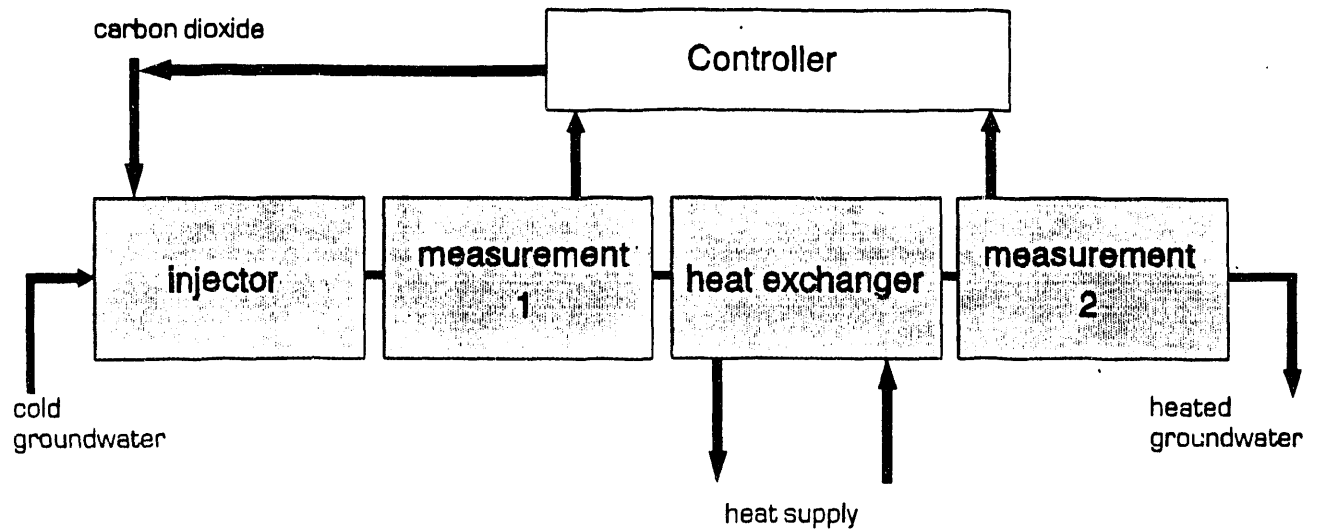 carbon dioxide
Controller
injector
measurement
1
heat exchanger
measurement
2
cold
groundwater
heated
groundwater
heat supply